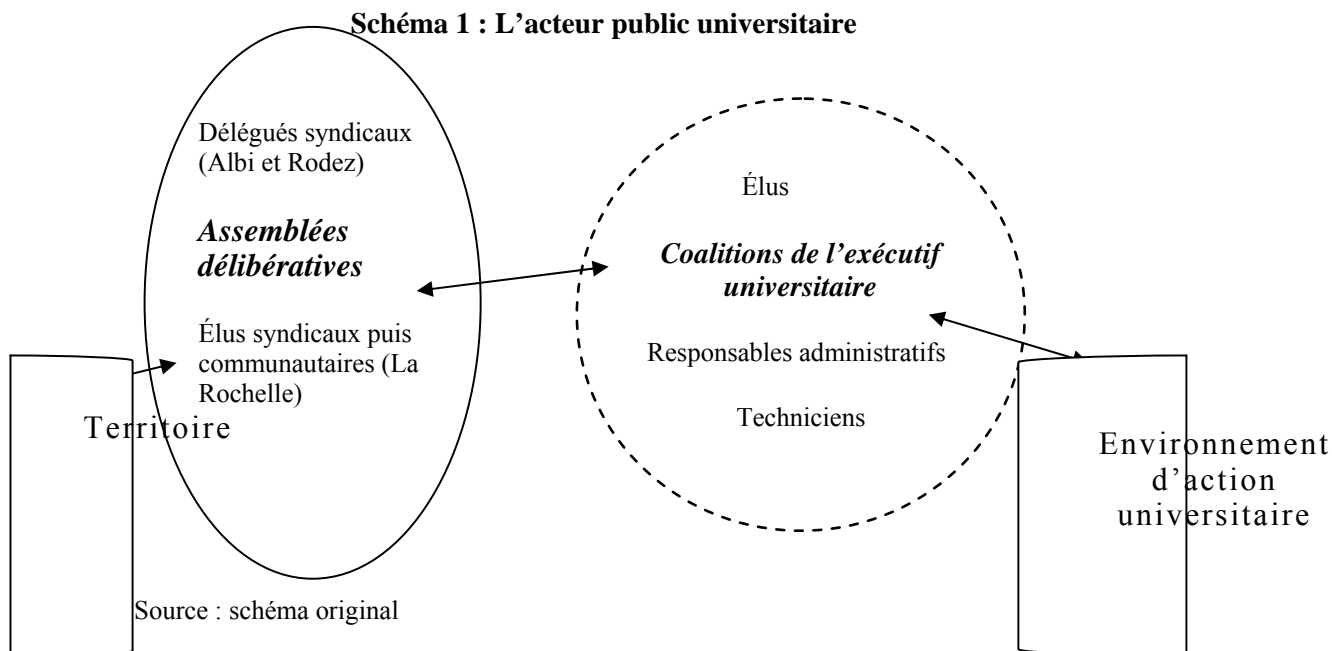 Schéma 1 : L’acteur public universitaire
Délégués syndicaux
(Albi et Rodez)
Assemblées
délibératives
Élus syndicaux puis
communautaires (La
Rochelle)
Territoire
Élus
Coalitions de l’exécutif
universitaire
Responsables administratifs
Techniciens
Environnement
d’action
universitaire
Source : schéma original